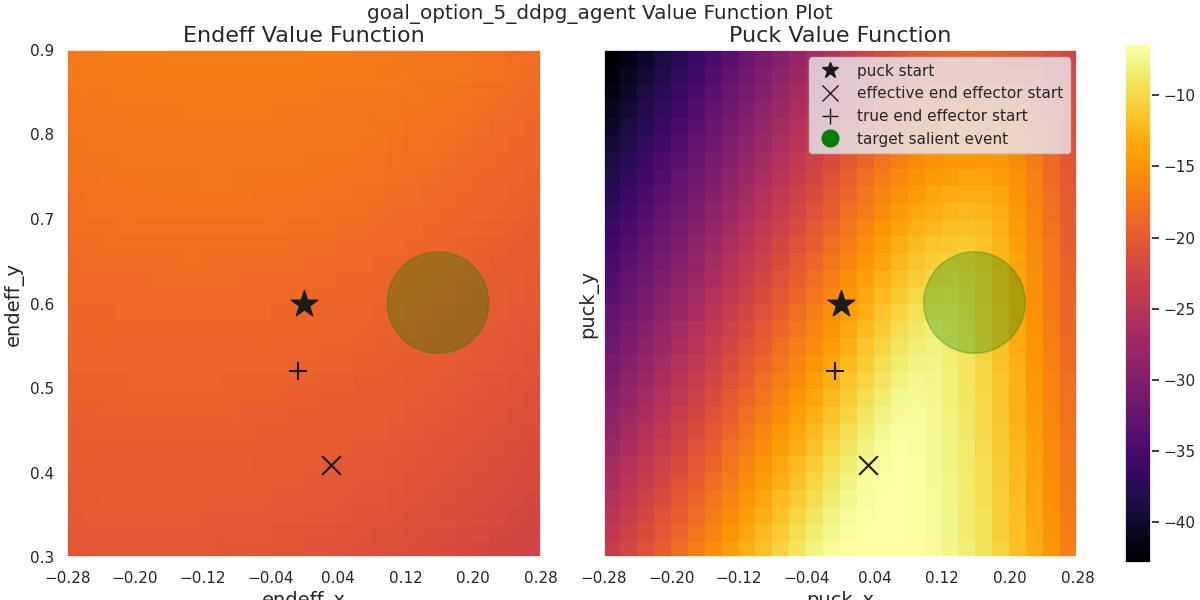 goal_option_5_ddpg_agent Value Function Plot
Endeff Value Function
Puck Value Function
endeff_y
0.9
0.8
0.7
0.6
0.5
0.4
0.3
−0.28 −0.20 −0.12 −0.04 0.04 0.12 0.20 0.28
endeff_x
puck_y
puck start
effective end effector start
true end effector start
target salient event
−0.28 −0.20 −0.12 −0.04 0.04 0.12 0.20 0.28
puck_x
−10
−15
−20
−25
−30
−35
−40